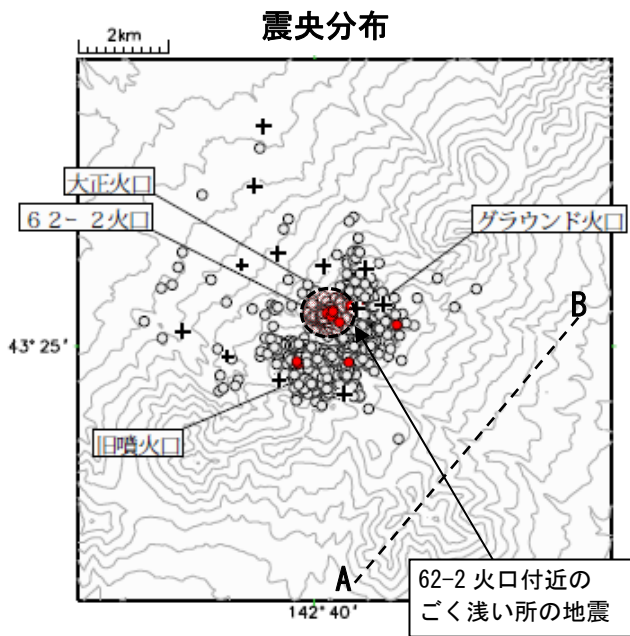 震央分布
2km
大正火口
62-2火口
グラウンド火口
B
43°25'
旧噴火口
A
62-2 火口付近の
ごく浅い所の地震
142°40'